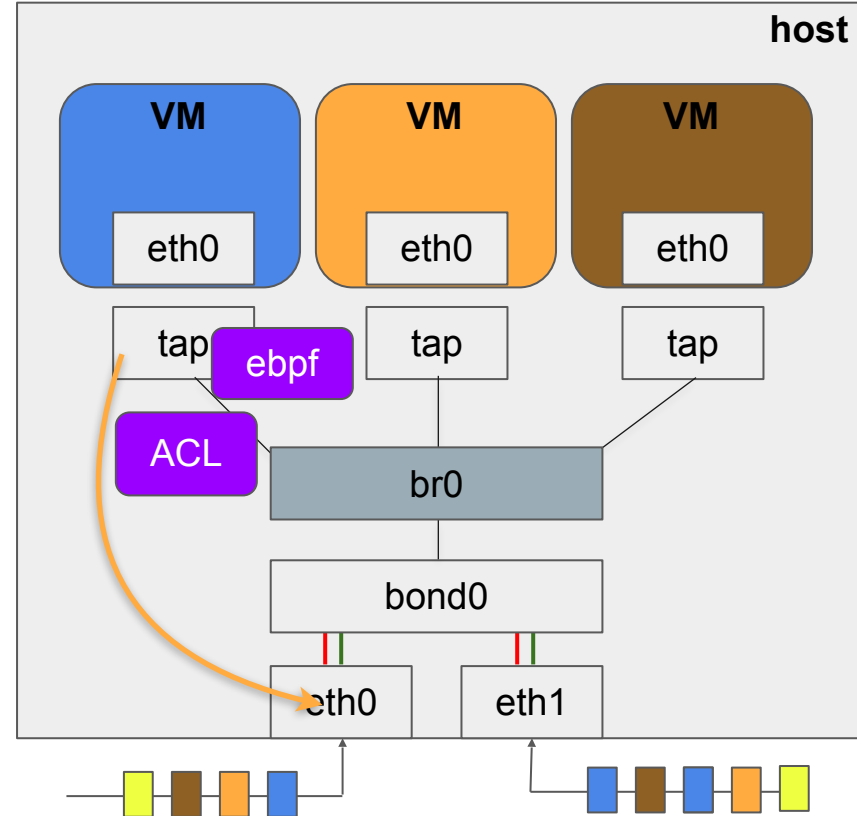 host
VM
VM
VM
eth0
eth0
eth0
tap
tap
tap
ebpf
ACL
br0
bond0
eth0
eth1